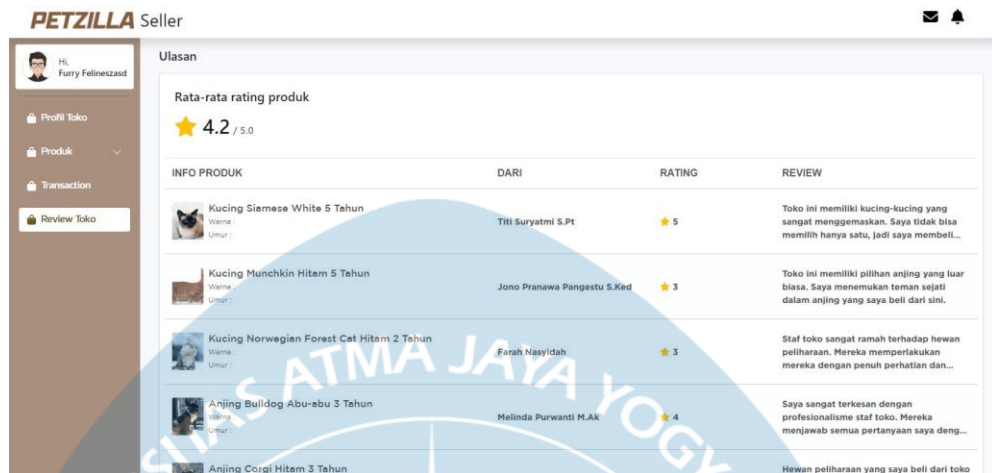 PETZILLA Seller
Hi,
Furry Felineszasd
Profil Toko
Produk
Transaction
Review Toko
Ulasan
Rata-rata rating produk
4.2 / 5.0
INFO PRODUK DARI RATING REVIEW
Kucing Siamese White 5 Tahun
Warna :
Umur :
Titi Suryatmi S.Pt
5
Toko ini memiliki kucing-kucing yang
sangat menggemaskan. Saya tidak bisa
memilih hanya satu, jadi saya membeli...
Kucing Munchkin Hitam 5 Tahun
Warna :
Umur :
Jono Pranawa Pangestu S.Ked
3
Toko ini memiliki pilihan anjing yang luar
biasa. Saya menemukan teman sejati
dalam anjing yang saya beli dari sini.
Kucing Norwegian Forest Cat Hitam 2 Tahun
Warna :
Umur :
Farah Nasyidah
3
Staf toko sangat ramah terhadap hewan
peliharaan. Mereka memperlakukan
mereka dengan penuh perhatian dan...
Anjing Bulldog Abu-abu 3 Tahun
Warna :
Umur :
Melinda Purwanti M.Ak
4
Saya sangat terkesan dengan
profesionalisme staf toko. Mereka
menjawab semua pertanyaan saya deng...
Anjing Corgi Hitam 3 Tahun
Hewan peliharaan yang saya beli dari toko
SITAS ATMA JAYA YOGY